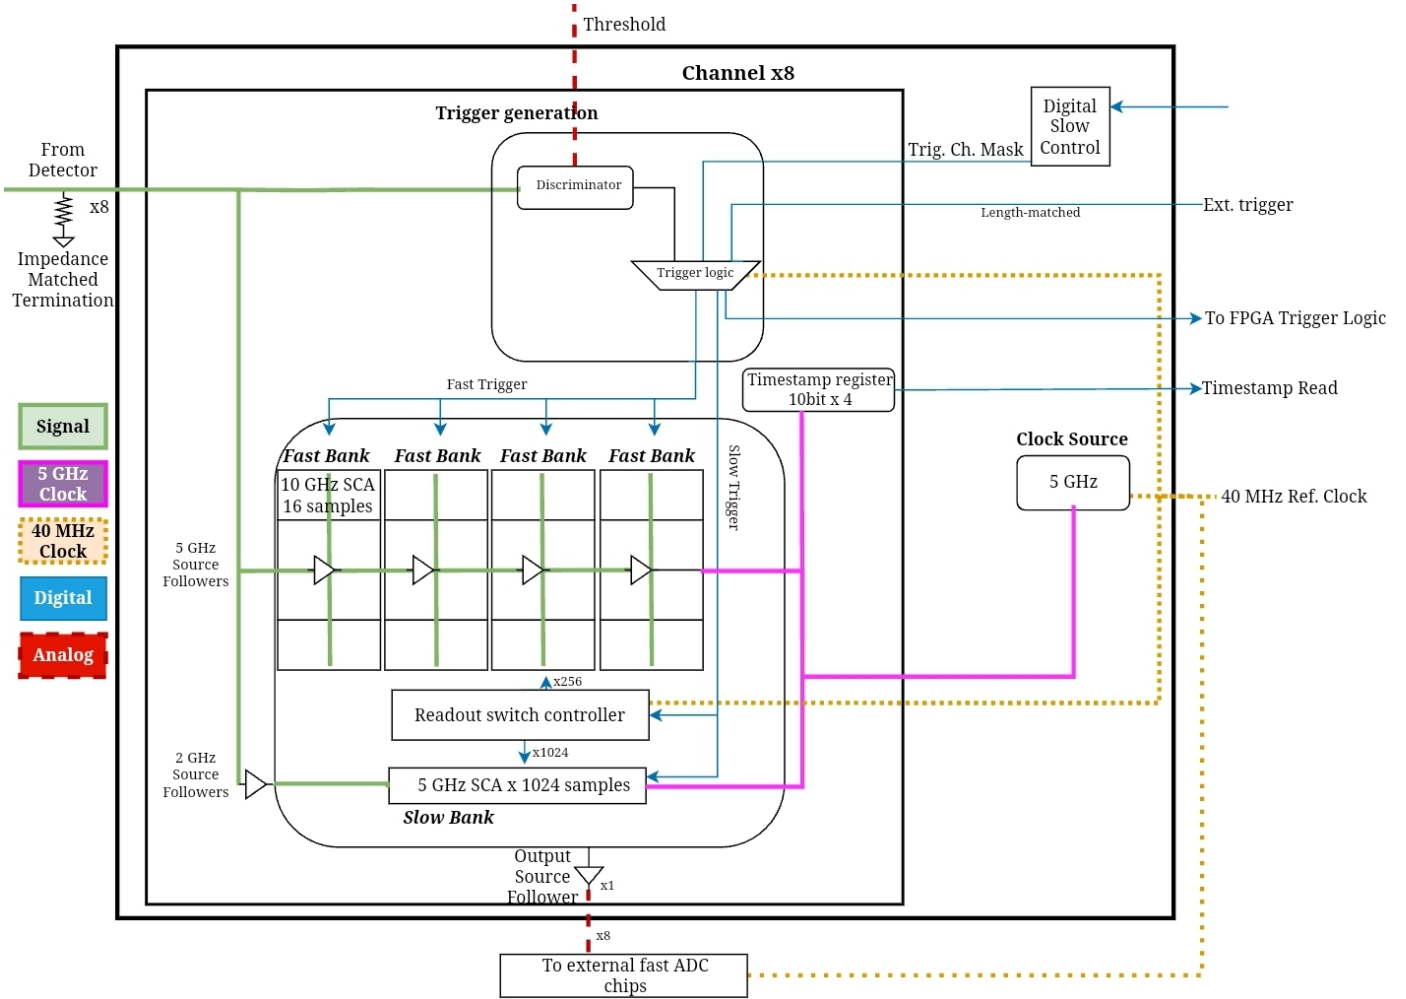 Threshold
Channel x8
Trigger generation
Digital
Slow
Control
From
Detector
Trig. Ch. Mask
Discriminator
x8
Length-matched
Ext. trigger
Impedance
Matched
Termination
Trigger logic
To FPGA Trigger Logic
Fast Trigger
Timestamp register
10bit x 4
Timestamp Read
Signal
5 GHz
Clock
40 MHz
Clock
Digital
Analog
Clock Source
5 GHz
40 MHz Ref. Clock
Fast Bank
Fast Bank
Fast Bank
Fast Bank
Slow Trigger
10 GHz SCA
16 samples
5 GHz
Source
Followers
x256
Readout switch controller
x1024
2 GHz
Source
Followers
5 GHz SCA x 1024 samples
Slow Bank
Output
Source
Follower
x1
x8
To external fast ADC
chips